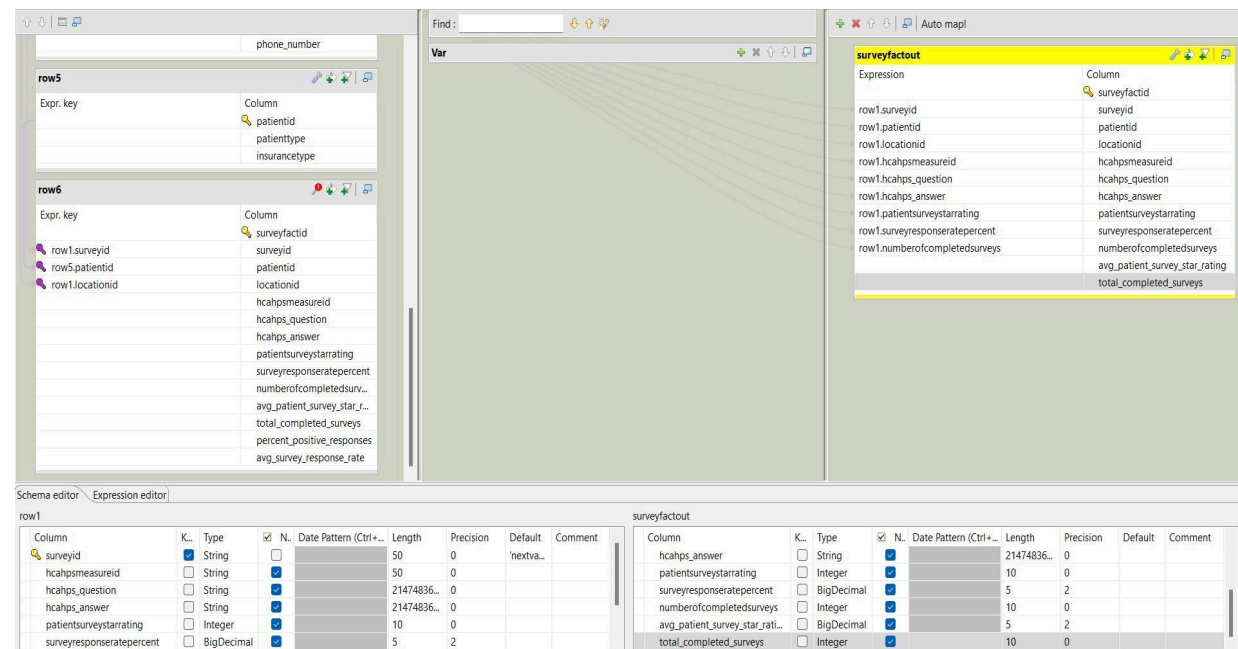 Find :
Auto map!
phone_number
row5
Expr. key Column
patientid
patienttype
insurancetype
row6
Expr. key Column
surveyfactid
row1.surveyid surveyid
row5.patientid patientid
row1.locationid locationid
hcahpsmeasureid
hcahps_question
hcahps_answer
patientsurveystarrating
surveyresponseratepercent
numberofcompletedsurv...
avg_patient_survey_star_r...
total_completed_surveys
percent_positive_responses
avg_survey_response_rate
Var
surveyfactout
Expression Column
surveyfactid
row1.surveyid surveyid
row1.patientid patientid
row1.locationid locationid
row1.hcahpsmeasureid hcahpsmeasureid
row1.hcahps_question hcahps_question
row1.hcahps_answer hcahps_answer
row1.patientsurveystarrating patientsurveystarrating
row1.surveyresponseratepercent surveyresponseratepercent
row1.numberofcompletedsurveys numberofcompletedsurveys
avg_patient_survey_star_rating
total_completed_surveys
Schema editor Expression editor
row1
Column K... Type N.. Date Pattern (Ctrl+... Length Precision Default Comment
surveyid String 50 0 'nextva...
hcahpsmeasureid String 50 0
hcahps_question String 21474836... 0
hcahps_answer String 21474836... 0
patientsurveystarrating Integer 10 0
surveyresponseratepercent BigDecimal 5 2
surveyfactout
Column K... Type N.. Date Pattern (Ctrl+... Length Precision Default Comment
hcahps_answer String 21474836... 0
patientsurveystarrating Integer 10 0
surveyresponseratepercent BigDecimal 5 2
numberofcompletedsurveys Integer 10 0
avg_patient_survey_star_rati... BigDecimal 5 2
total_completed_surveys Integer 10 0